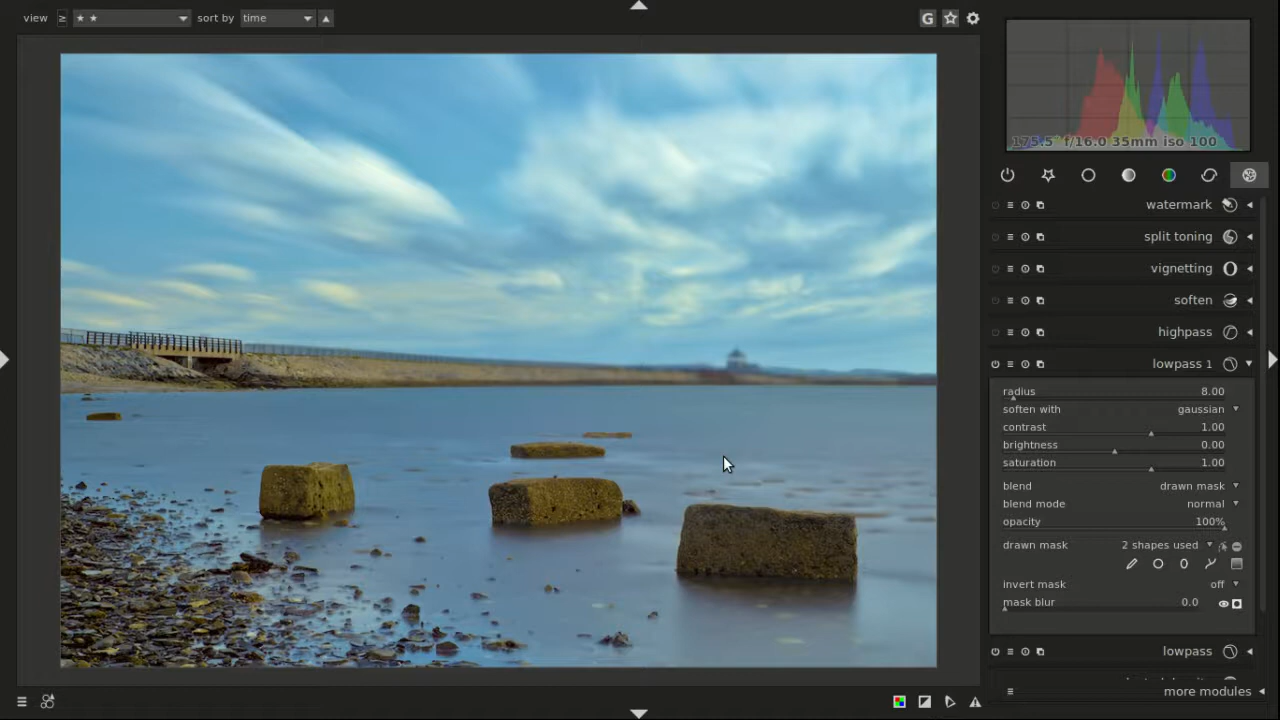 view ≥ ★ ★ sort by time
G
175.5" f/16.0 35mm iso 100
watermark
split toning
vignetting
soften
highpass
lowpass 1
radius 8.00
soften with gaussian
contrast 1.00
brightness 0.00
saturation 1.00
blend drawn mask
blend mode normal
opacity 100%
drawn mask 2 shapes used
invert mask off
mask blur 0.0
lowpass
more modules